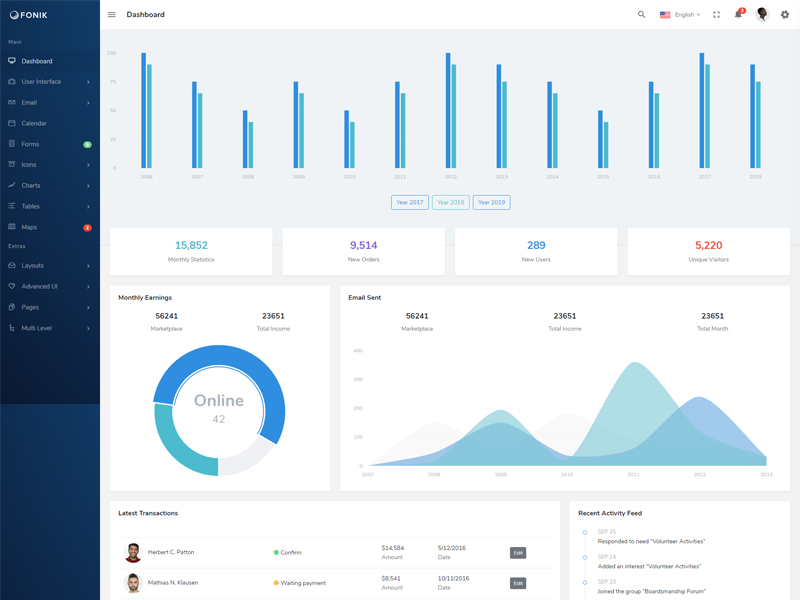 FONIK
Dashboard
English
3
Main
Dashboard
User Interface
Email
Calendar
Forms
Icons
Charts
Tables
Maps
2
Extras
Layouts
Advanced UI
Pages
Multi Level
100
75
50
25
0
2006 2007 2008 2009 2010 2011 2012 2013 2014 2015 2016 2017 2018
Year 2017 Year 2018 Year 2019
15,852
Monthly Statistics
9,514
New Orders
289
New Users
5,220
Unique Visitors
Monthly Earnings
56241 23651
Marketplace Total Income
Online
42
Email Sent
56241 23651 23651
Marketplace Total Income Total Month
400
300
200
100
0
2007 2008 2009 2010 2011 2012 2013
Latest Transactions
Herbert C. Patton Confirm $14,584 5/12/2016 Edit
Amount Date
Mathias N. Klausen Waiting payment $8,541 10/11/2016 Edit
Amount Date
Recent Activity Feed
SEP 25
Responded to need "Volunteer Activities"
SEP 24
Added an interest "Volunteer Activities"
SEP 23
Joined the group "Boardsmanship Forum"